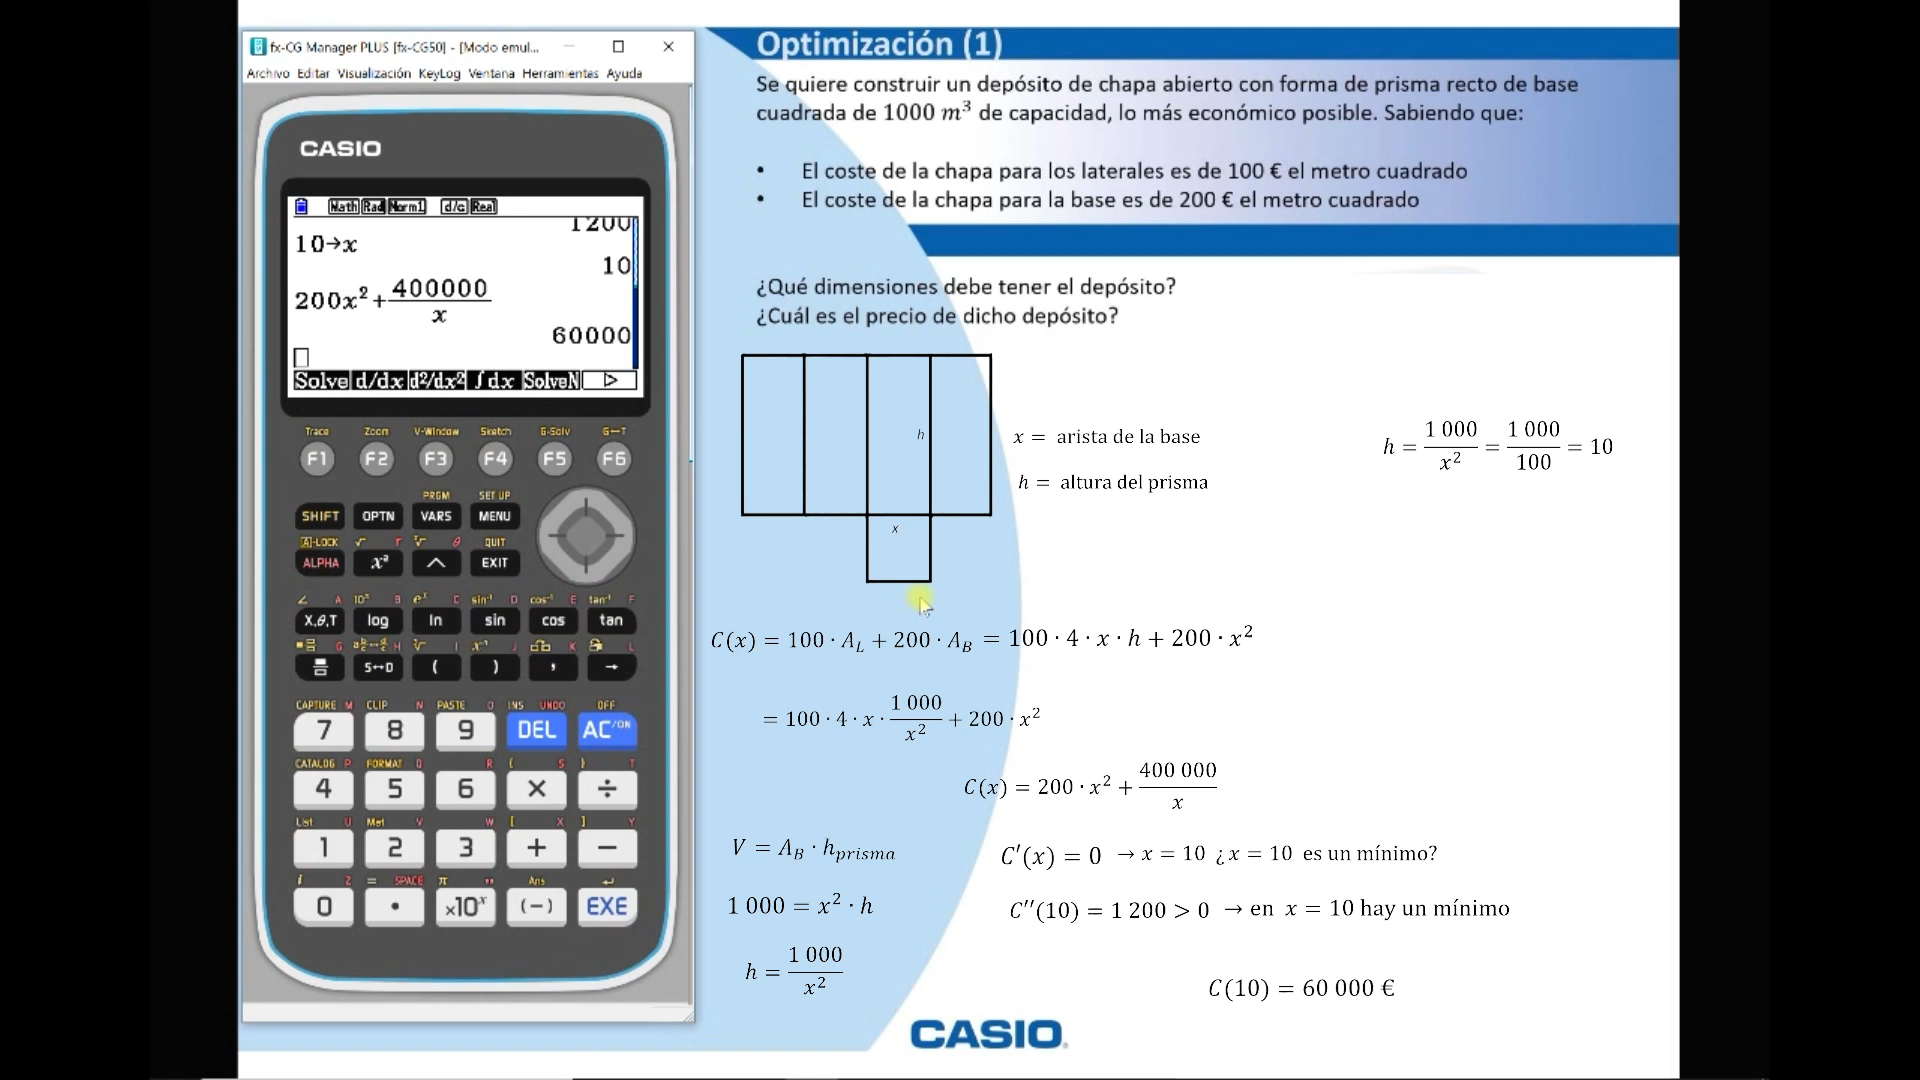 fx-CG Manager PLUS [fx-CG50] - [Modo emul...
Archivo Editar Visualización KeyLog Ventana Herramientas Ayuda
CASIO
Math Rad Norm1 d/c Real
1200
10→x
10
200x²+400000/x
60000
Solve d/dx d²/dx² ∫dx SolveN ▷
Trace Zoom V-Window Sketch G-Solv G↔T
F1 F2 F3 F4 F5 F6
PRGM SET UP
SHIFT OPTN VARS MENU
A-LOCK √ r ˣ√ θ QUIT
ALPHA x² ^ EXIT
∠ A 10ˣ B eˣ C sin⁻¹ D cos⁻¹ E tan⁻¹ F
X,θ,T log ln sin cos tan
G H ³√ I x⁻¹ J K L
S↔D ( ) , →
CAPTURE M CLIP N PASTE O INS UNDO OFF
7 8 9 DEL AC/ON
CATALOG P FORMAT Q R { S } T
4 5 6 × ÷
List U Mat V W [ X ] Y
1 2 3 + −
i Z = SPACE π " Ans ↵
0 • ×10ˣ (−) EXE
Optimización (1)
Se quiere construir un depósito de chapa abierto con forma de prisma recto de base
cuadrada de 1000 m³ de capacidad, lo más económico posible. Sabiendo que:
• El coste de la chapa para los laterales es de 100 € el metro cuadrado
• El coste de la chapa para la base es de 200 € el metro cuadrado
¿Qué dimensiones debe tener el depósito?
¿Cuál es el precio de dicho depósito?
h
x
x = arista de la base
h = altura del prisma
h = 1 000/x² = 1 000/100 = 10
C(x) = 100 · A_L + 200 · A_B = 100 · 4 · x · h + 200 · x²
= 100 · 4 · x · 1 000/x² + 200 · x²
C(x) = 200 · x² + 400 000/x
V = A_B · h_prisma
1 000 = x² · h
h = 1 000/x²
C′(x) = 0 → x = 10 ¿x = 10 es un mínimo?
C′′(10) = 1 200 > 0 → en x = 10 hay un mínimo
C(10) = 60 000 €
CASIO